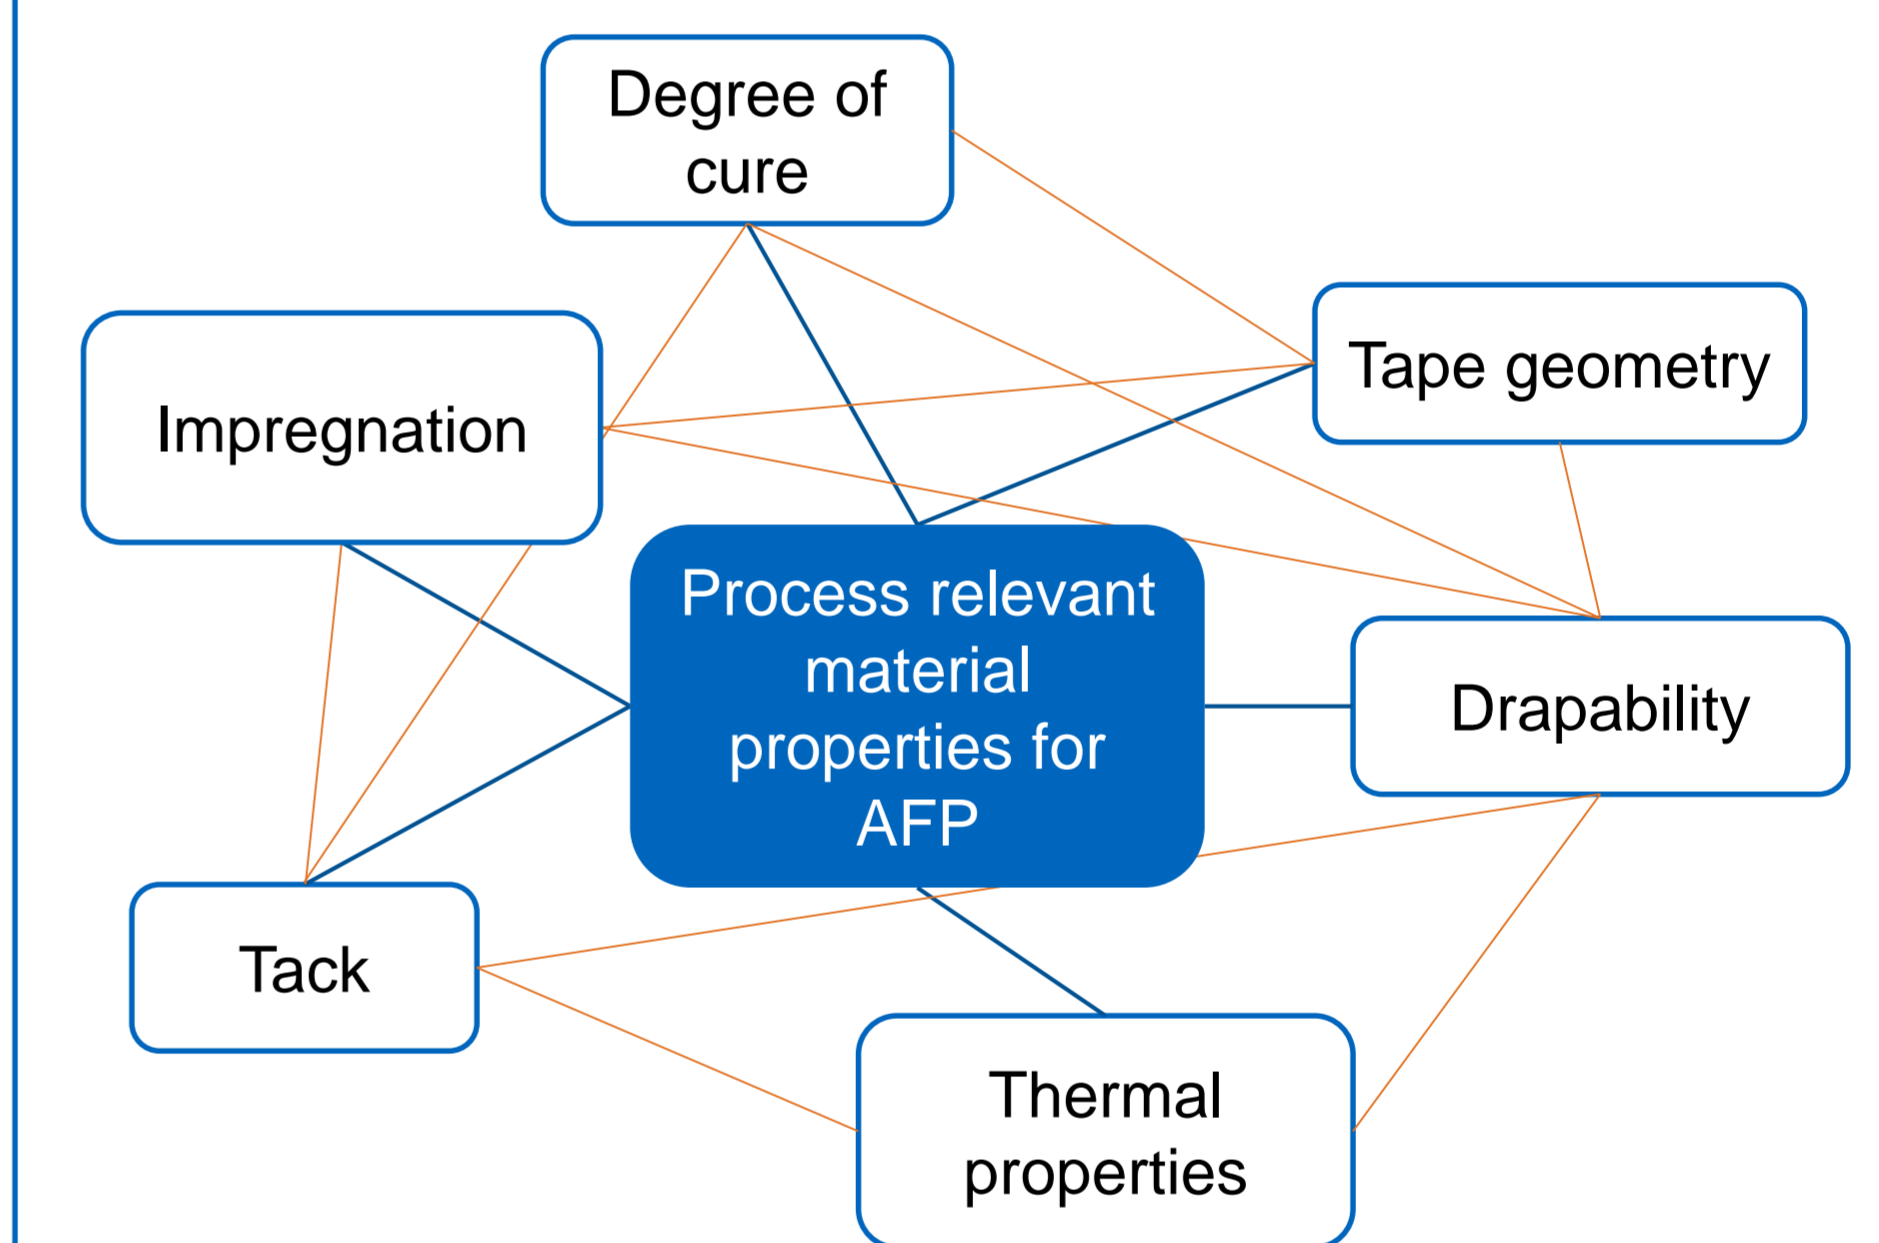 Degree of
cure
Tape geometry
Impregnation
Process relevant
material
properties for
AFP
Drapability
Tack
Thermal
properties